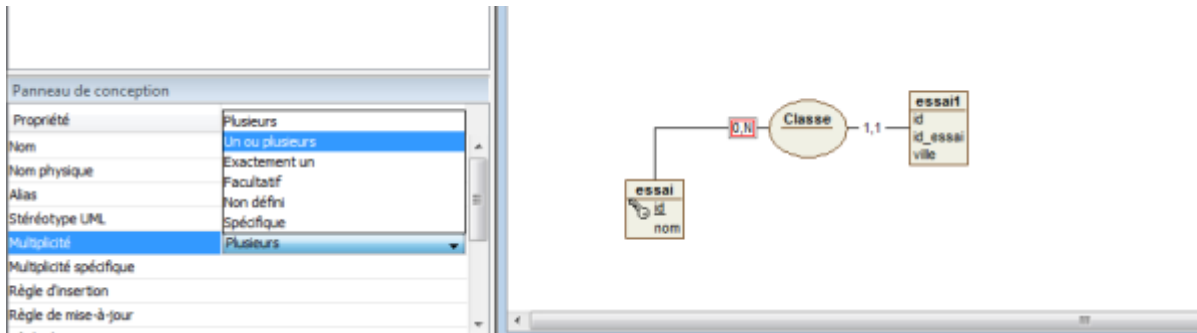 Panneau de conception
Propriété
Plusieurs
Un ou plusieurs
Nom
Exactement un
Nom physique
Facultatif
Alias
Non défini
Stéréotype UML
Spécifique
Multiplicité
Plusieurs
Multiplicité spécifique
Règle d'insertion
Règle de mise-à-jour
essai1
id
id_essai
ville
Classe
0,N
1,1
essai
id
nom